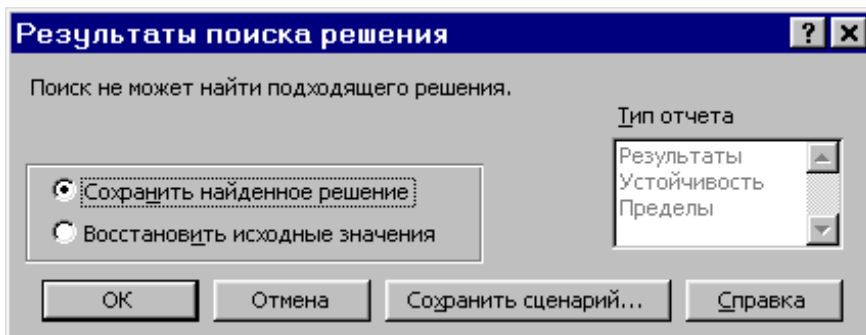 Результаты поиска решения
Поиск не может найти подходящего решения.
Тип отчета
Результаты
Устойчивость
Пределы
Сохранить найденное решение
Восстановить исходные значения
ОК
Отмена
Сохранить сценарий...
Справка